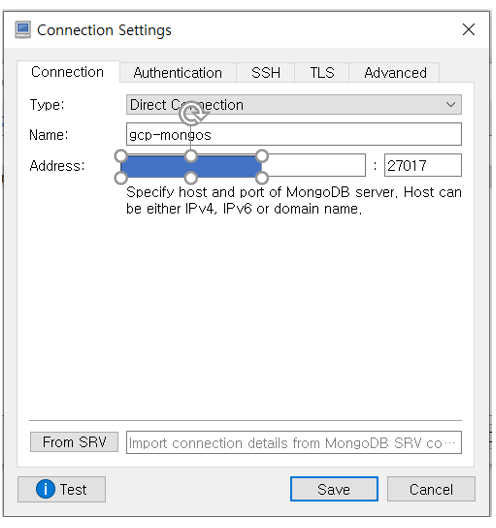 Connection Settings
Connection Authentication SSH TLS Advanced
Type: Direct Connection
Name: gcp-mongos
Address: : 27017
Specify host and port of MongoDB server. Host can
be either IPv4, IPv6 or domain name.
From SRV Import connection details from MongoDB SRV co···
Test Save Cancel